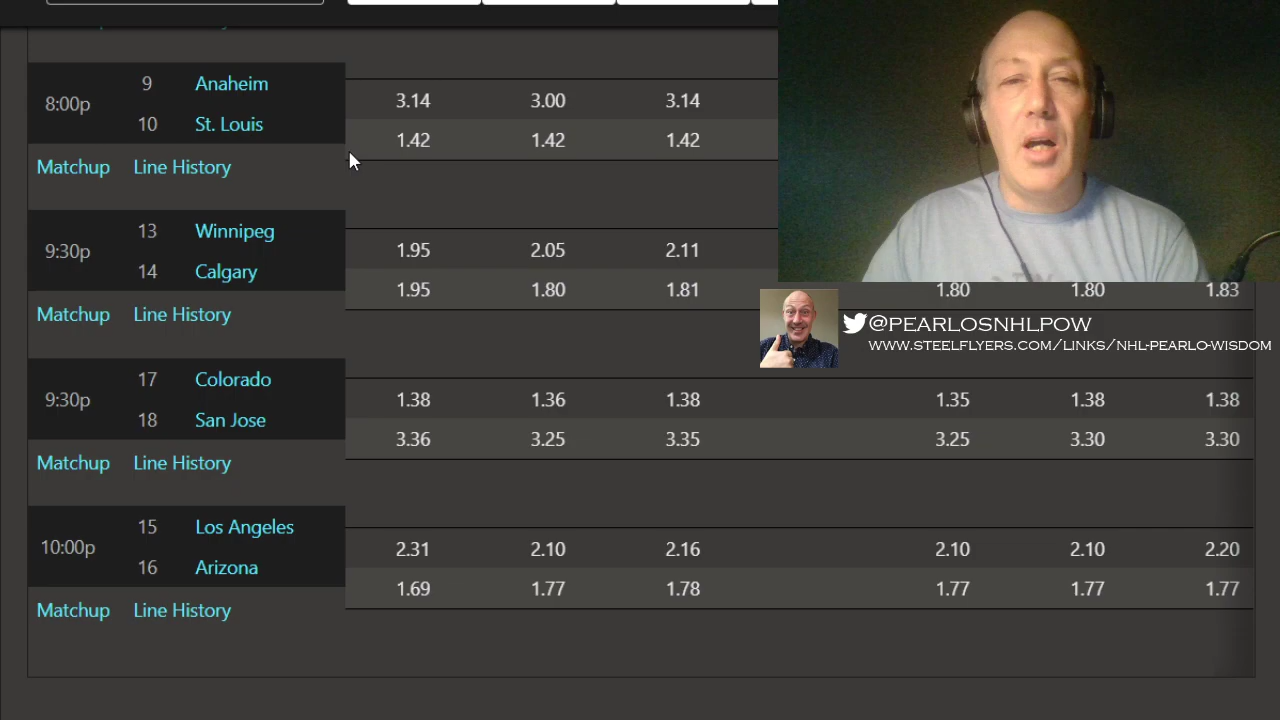 9 Anaheim 3.14 3.00 3.14
8:00p
10 St. Louis 1.42 1.42 1.42
Matchup Line History
13 Winnipeg 1.95 2.05 2.11
9:30p
14 Calgary 1.95 1.80 1.81 1.80 1.80 1.83
Matchup Line History
@PEARLOSNHLPOW
WWW.STEELFLYERS.COM/LINKS/NHL-PEARLO-WISDOM
17 Colorado 1.38 1.36 1.38 1.35 1.38 1.38
9:30p
18 San Jose 3.36 3.25 3.35 3.25 3.30 3.30
Matchup Line History
15 Los Angeles 2.31 2.10 2.16 2.10 2.10 2.20
10:00p
16 Arizona 1.69 1.77 1.78 1.77 1.77 1.77
Matchup Line History